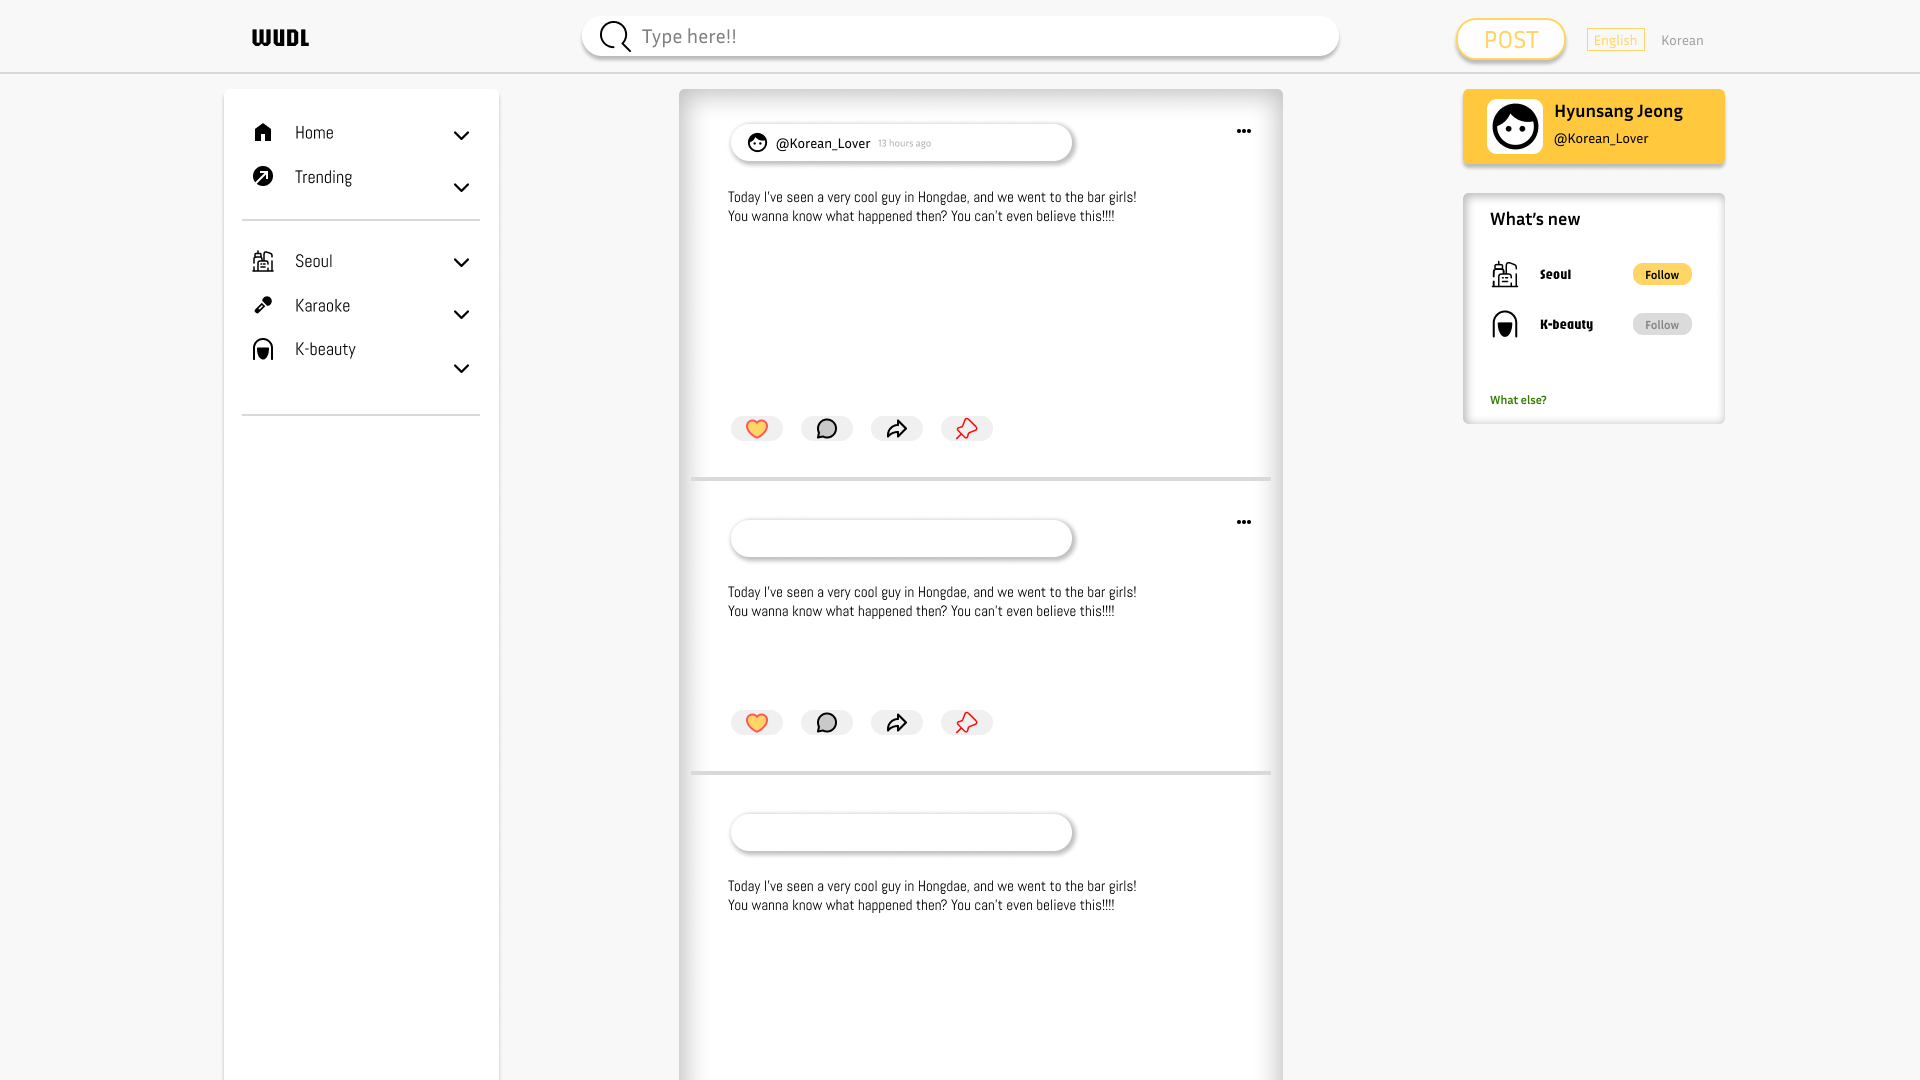 WUDL
Type here!!
POST
English
Korean
Home
Trending
Seoul
Karaoke
K-beauty
@Korean_Lover 13 hours ago
Today I've seen a very cool guy in Hongdae, and we went to the bar girls!
You wanna know what happened then? You can't even believe this!!!!
Today I've seen a very cool guy in Hongdae, and we went to the bar girls!
You wanna know what happened then? You can't even believe this!!!!
Today I've seen a very cool guy in Hongdae, and we went to the bar girls!
You wanna know what happened then? You can't even believe this!!!!
Hyunsang Jeong
@Korean_Lover
What's new
Seoul Follow
K-beauty Follow
What else?